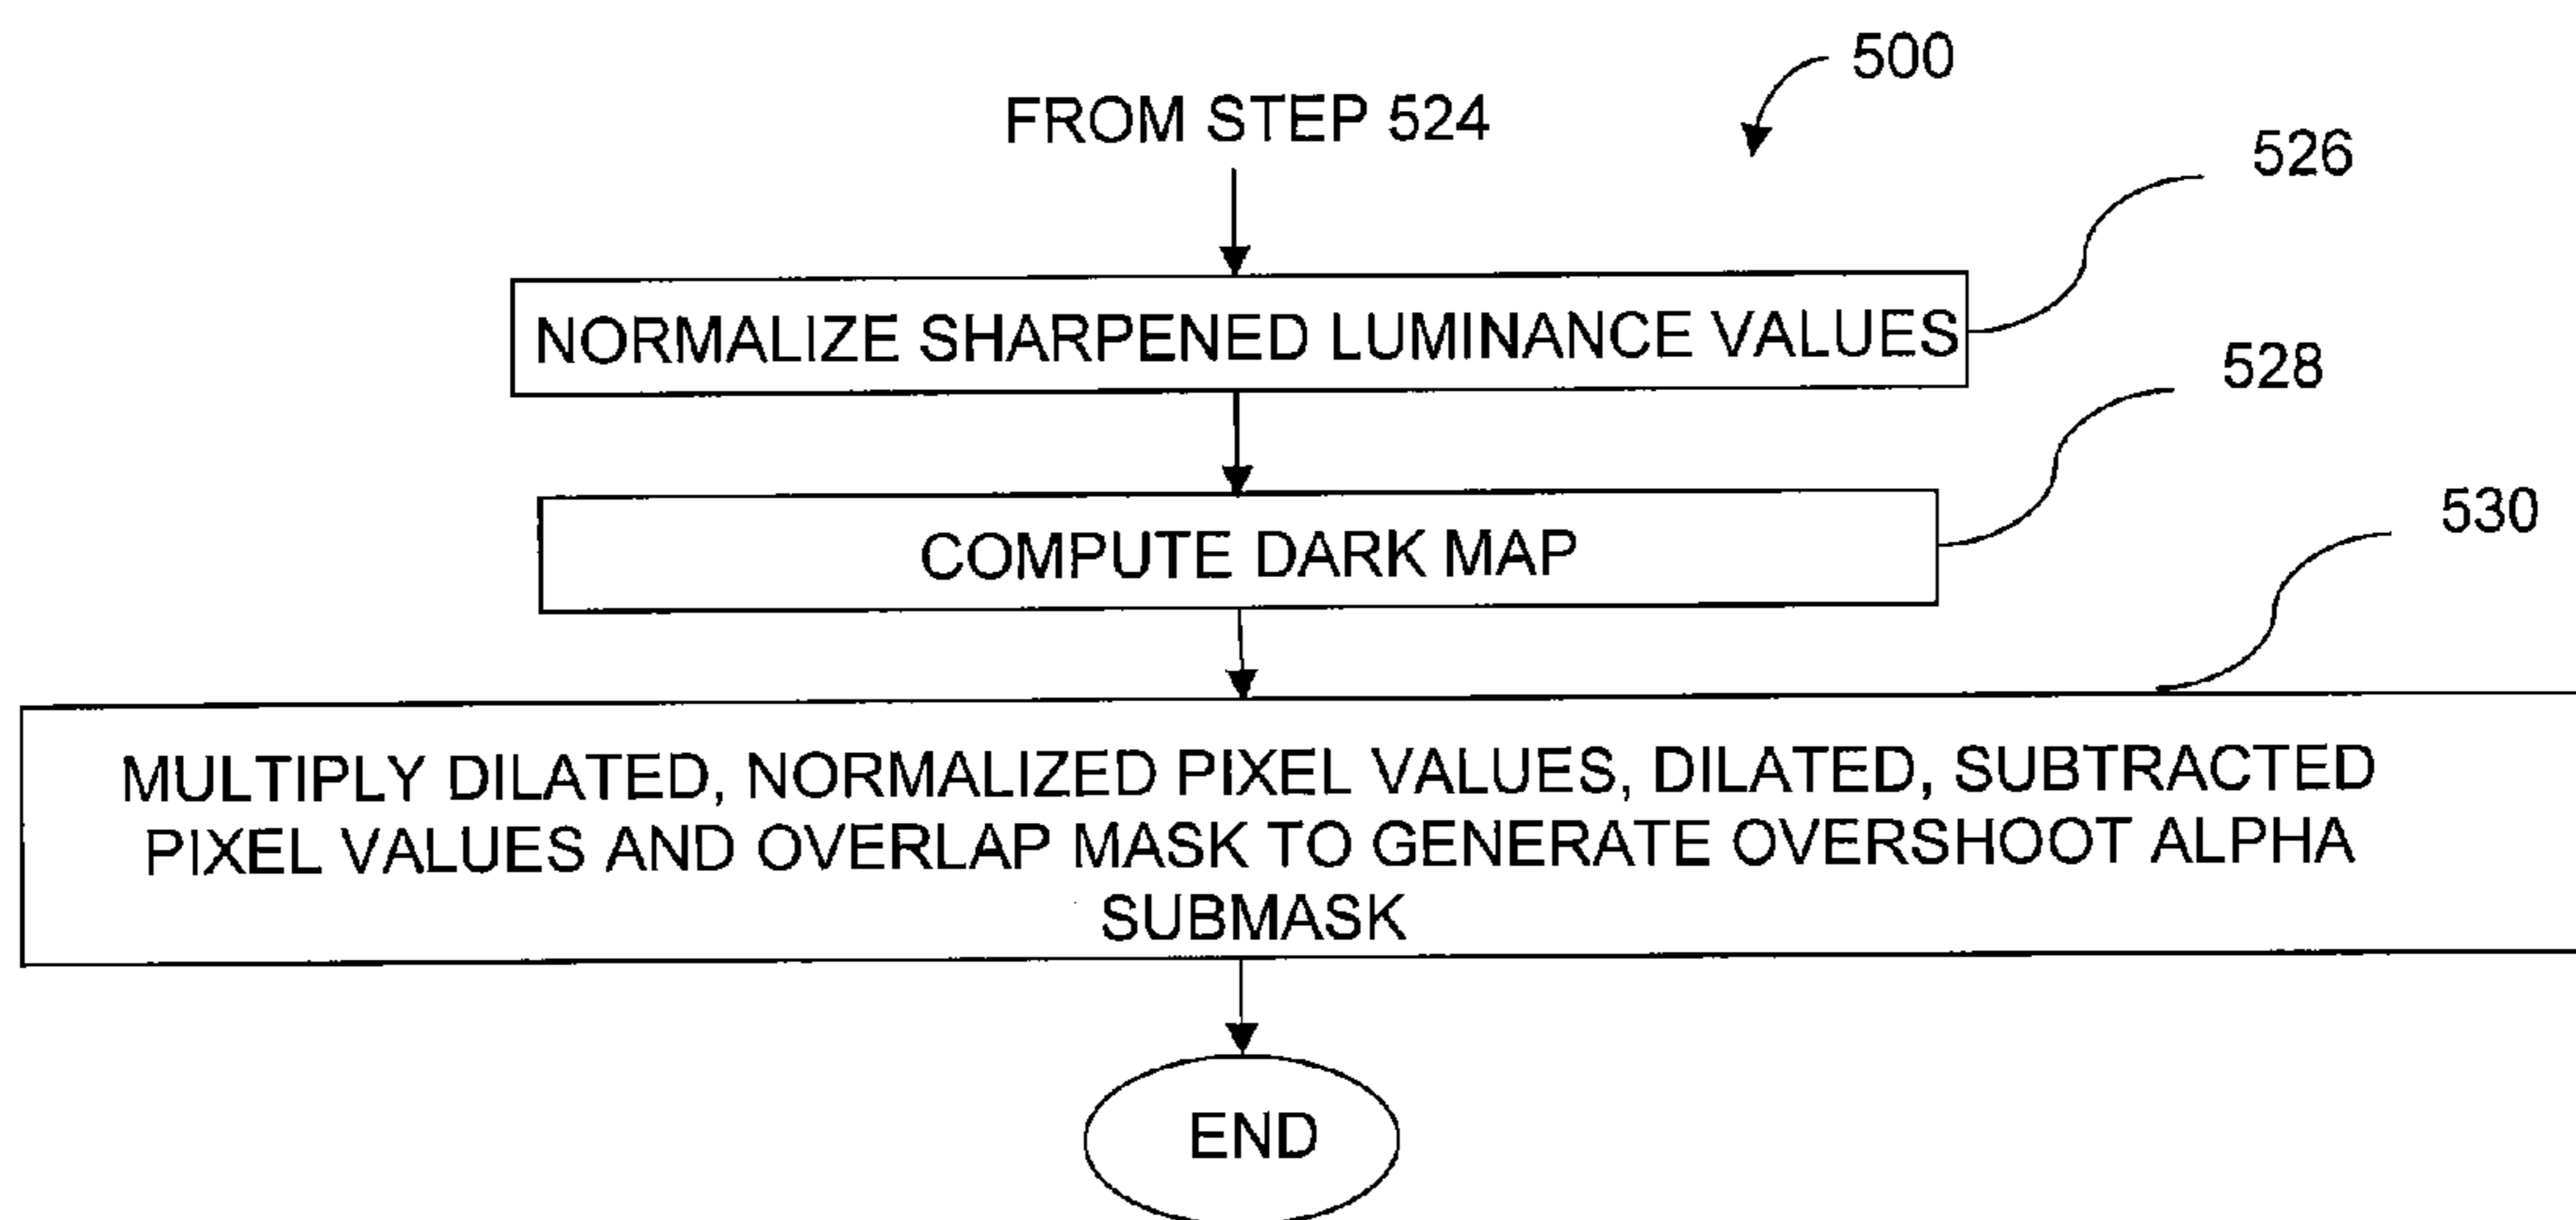 500
FROM STEP 524
526
NORMALIZE SHARPENED LUMINANCE VALUES
528
COMPUTE DARK MAP
530
MULTIPLY DILATED, NORMALIZED PIXEL VALUES, DILATED, SUBTRACTED
PIXEL VALUES AND OVERLAP MASK TO GENERATE OVERSHOOT ALPHA
SUBMASK
END